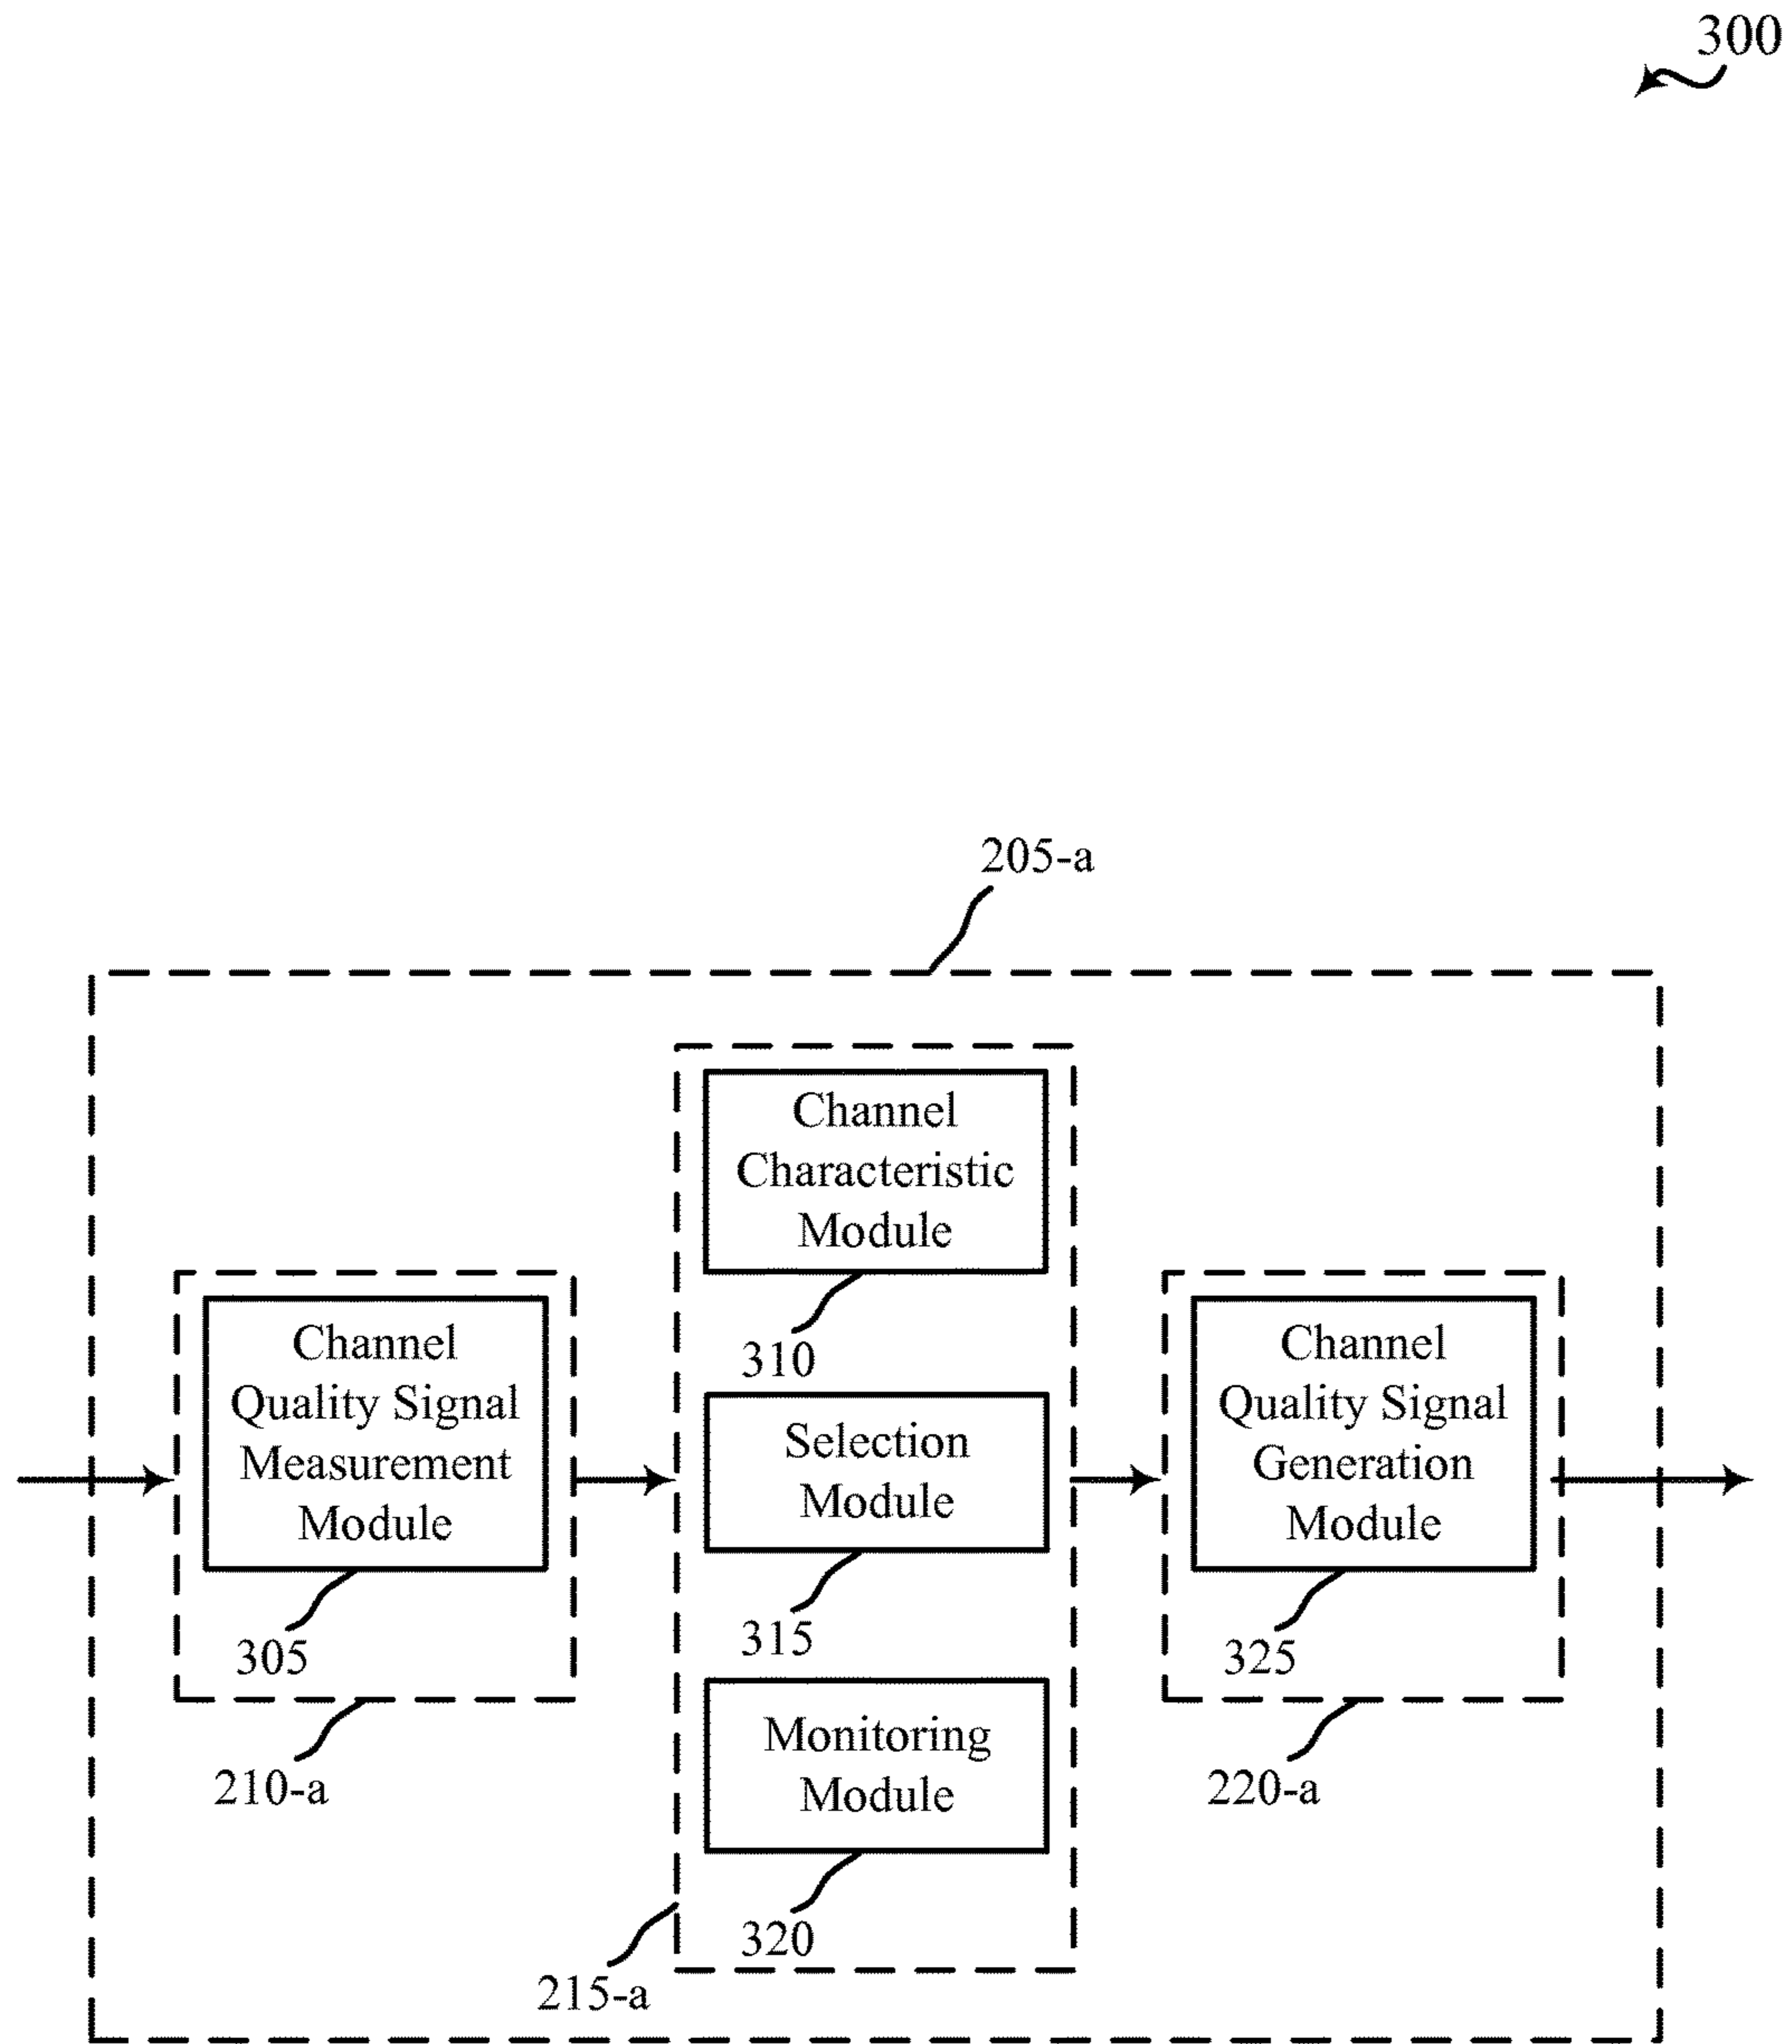 300
205-a
Channel
Characteristic
Module
310
Channel
Quality Signal
Measurement
Module
305
210-a
Selection
Module
315
Monitoring
Module
320
215-a
Channel
Quality Signal
Generation
Module
325
220-a